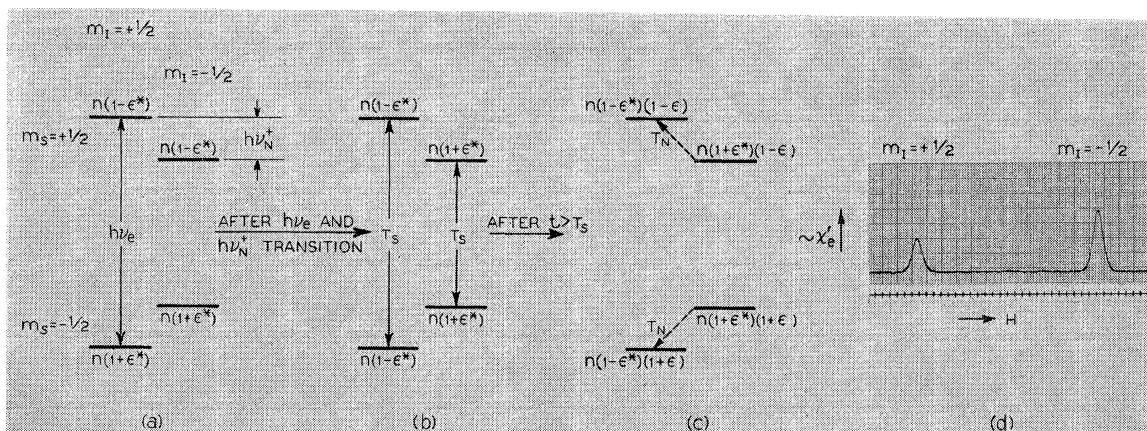 m_I = +1/2
m_I = -1/2
n(1-ϵ*)
m_S = +1/2
hν_N^+
n(1-ϵ*)
hν_e
AFTER hν_e AND
hν_N^+ TRANSITION
m_S = -1/2
n(1+ϵ*)
n(1+ϵ*)
(a)
n(1-ϵ*)
n(1+ϵ*)
T_S
T_S
AFTER t>T_S
n(1+ϵ*)
n(1-ϵ*)
(b)
n(1-ϵ*)(1-ϵ)
T_N
n(1+ϵ*)(1-ϵ)
T_N
n(1+ϵ*)(1+ϵ)
n(1-ϵ*)(1+ϵ)
(c)
m_I = +1/2
m_I = -1/2
~χ'_e
H
(d)